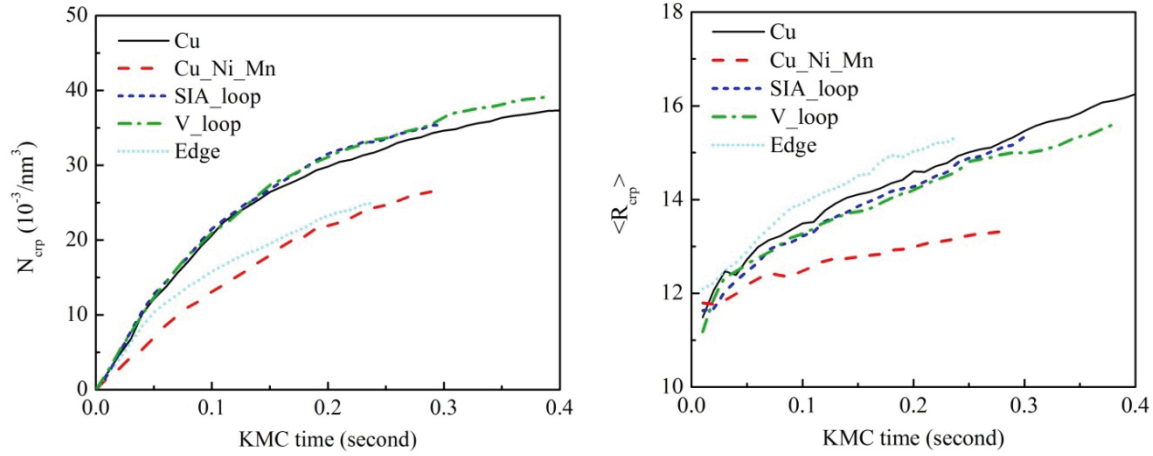 50
40
30
20
10
0
N_crp (10^-3/nm^3)
Cu
Cu_Ni_Mn
SIA_loop
V_loop
Edge
0.0 0.1 0.2 0.3 0.4
KMC time (second)
18
16
14
12
10
<R_crp>
Cu
Cu_Ni_Mn
SIA_loop
V_loop
Edge
0.0 0.1 0.2 0.3 0.4
KMC time (second)